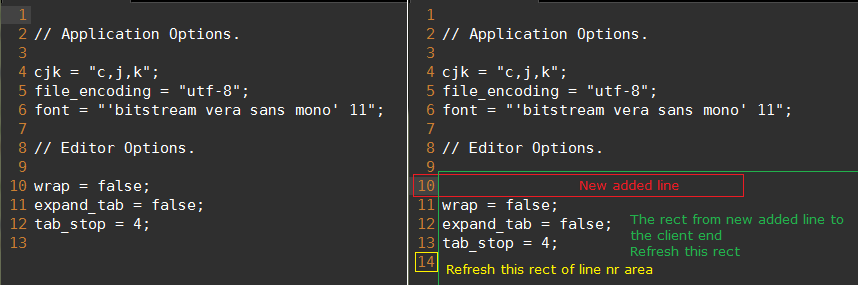 1
2 // Application Options.
3
4 cjk = "c,j,k";
5 file_encoding = "utf-8";
6 font = "'bitstream vera sans mono' 11";
7
8 // Editor Options.
9
10 wrap = false;
11 expand_tab = false;
12 tab_stop = 4;
13
1
2 // Application Options.
3
4 cjk = "c,j,k";
5 file_encoding = "utf-8";
6 font = "'bitstream vera sans mono' 11";
7
8 // Editor Options.
9
10 New added line
11 wrap = false;
12 expand_tab = false;
13 tab_stop = 4;
14
The rect from new added line to
the client end
Refresh this rect
Refresh this rect of line nr area